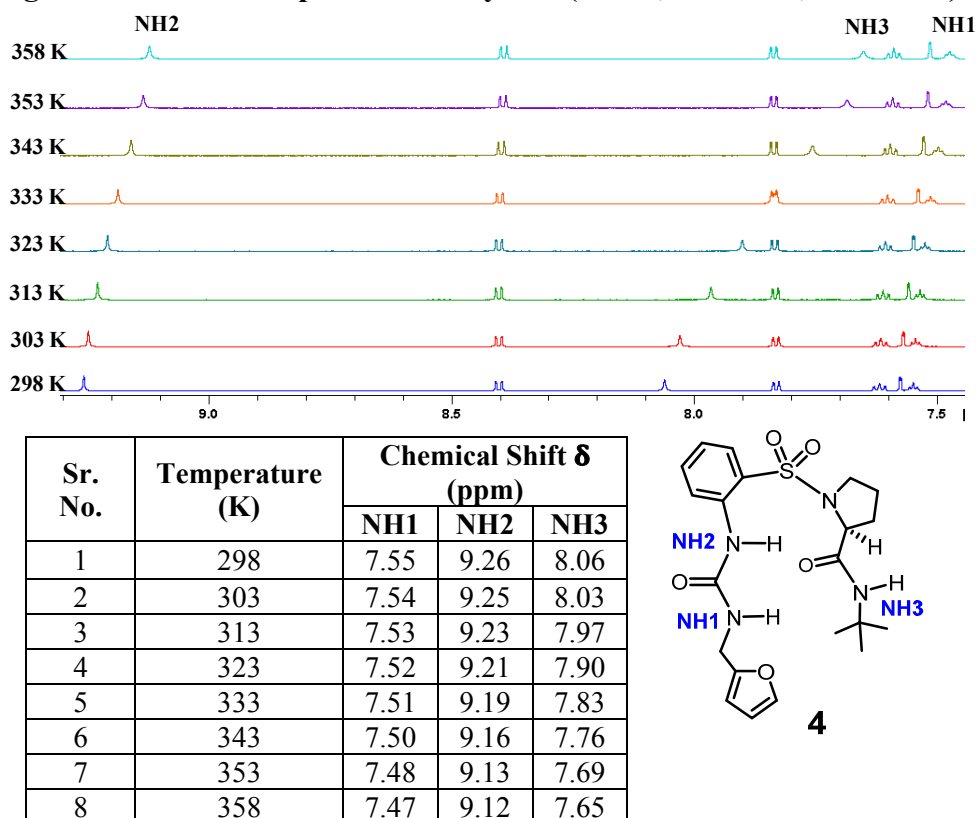 NH2 NH3 NH1
358 K
353 K
343 K
333 K
323 K
313 K
303 K
298 K
9.0 8.5 8.0 7.5
Sr. No. Temperature (K) Chemical Shift δ (ppm)
NH1 NH2 NH3
1 298 7.55 9.26 8.06
2 303 7.54 9.25 8.03
3 313 7.53 9.23 7.97
4 323 7.52 9.21 7.90
5 333 7.51 9.19 7.83
6 343 7.50 9.16 7.76
7 353 7.48 9.13 7.69
8 358 7.47 9.12 7.65
O O
S
N
NH2 N H
H
O
O
N H
NH3
NH1 N H
O
4